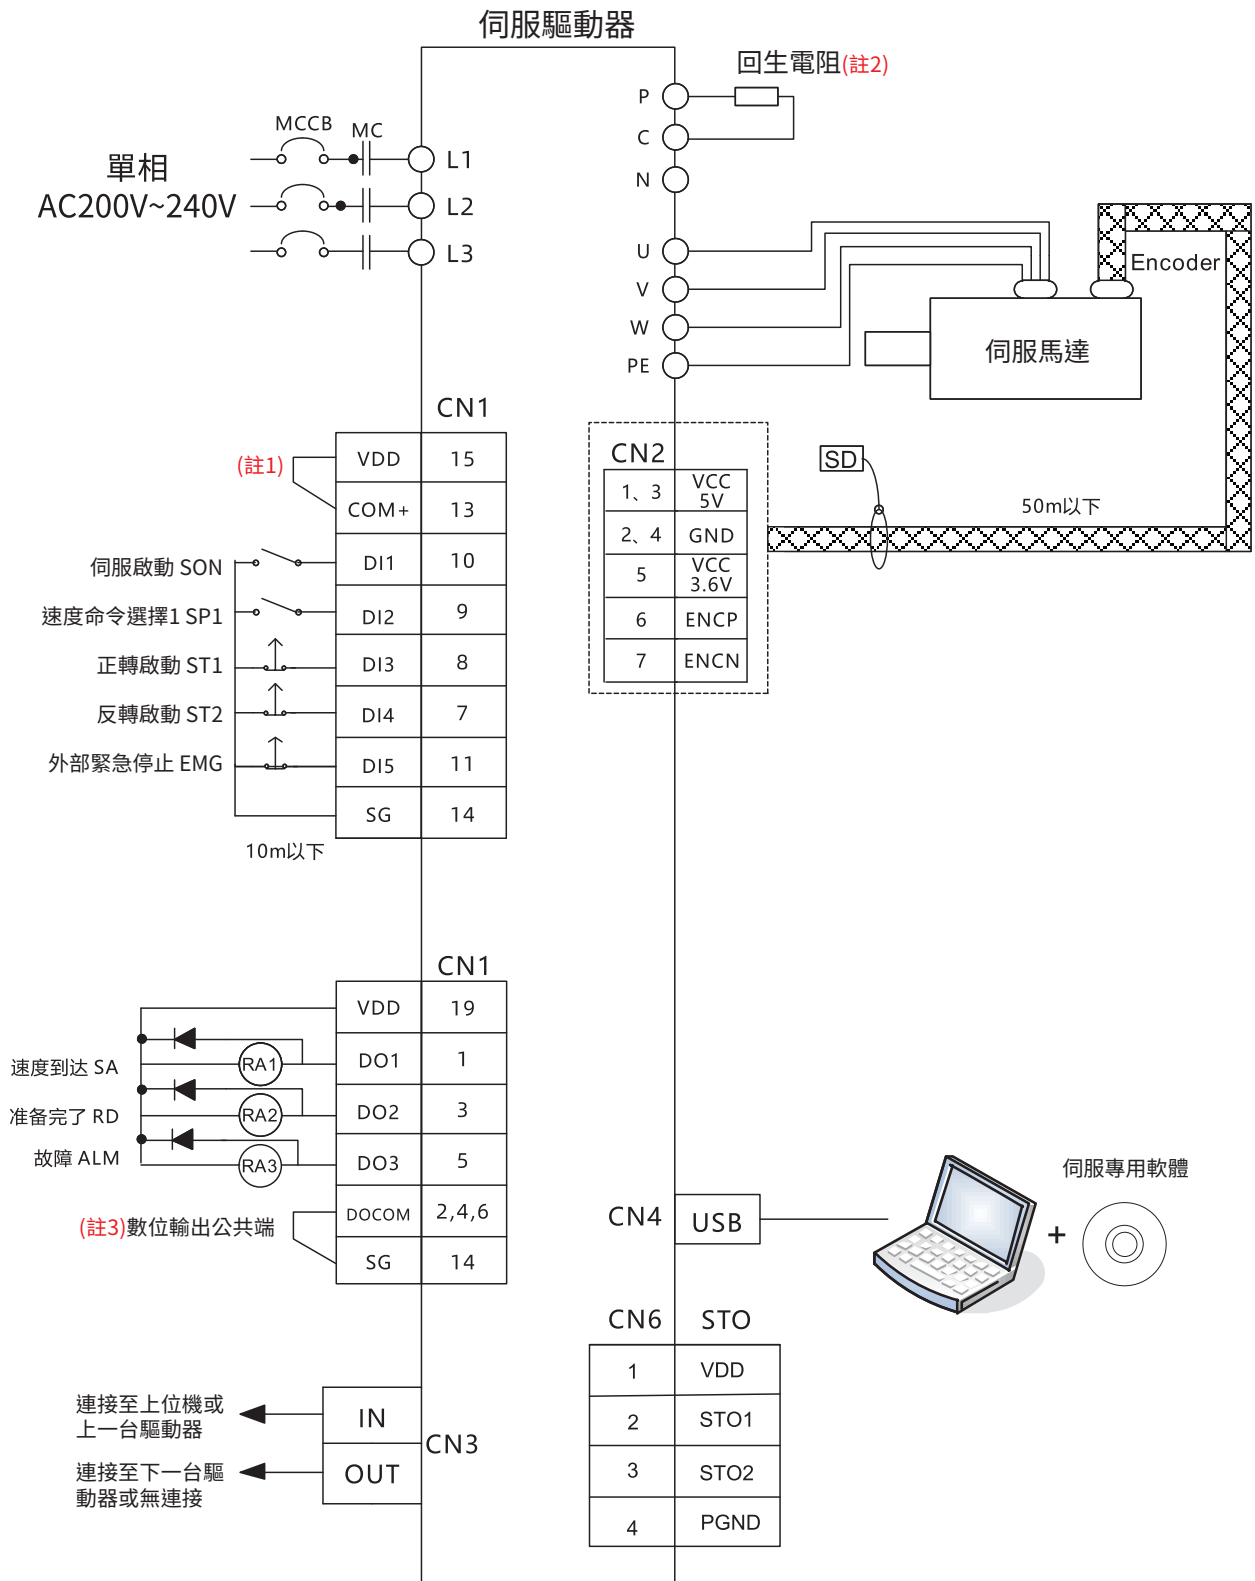 伺服驅動器
回生電阻(註2)
P
C
N
MCCB
MC
單相
AC200V~240V
L1
L2
L3
U
V
W
PE
Encoder
伺服馬達
CN1
(註1)
VDD 15
COM+ 13
伺服啟動 SON DI1 10
速度命令選擇1 SP1 DI2 9
正轉啟動 ST1 DI3 8
反轉啟動 ST2 DI4 7
外部緊急停止 EMG DI5 11
SG 14
10m以下
CN2
1、3 VCC 5V
2、4 GND
5 VCC 3.6V
6 ENCP
7 ENCN
SD
50m以下
CN1
VDD 19
速度到达 SA RA1 DO1 1
准备完了 RD RA2 DO2 3
故障 ALM RA3 DO3 5
(註3)數位輸出公共端 DOCOM 2,4,6
SG 14
CN4 USB
伺服專用軟體
+
CN6 STO
1 VDD
2 STO1
3 STO2
4 PGND
連接至上位機或
上一台驅動器
IN
CN3
連接至下一台驅
動器或無連接
OUT